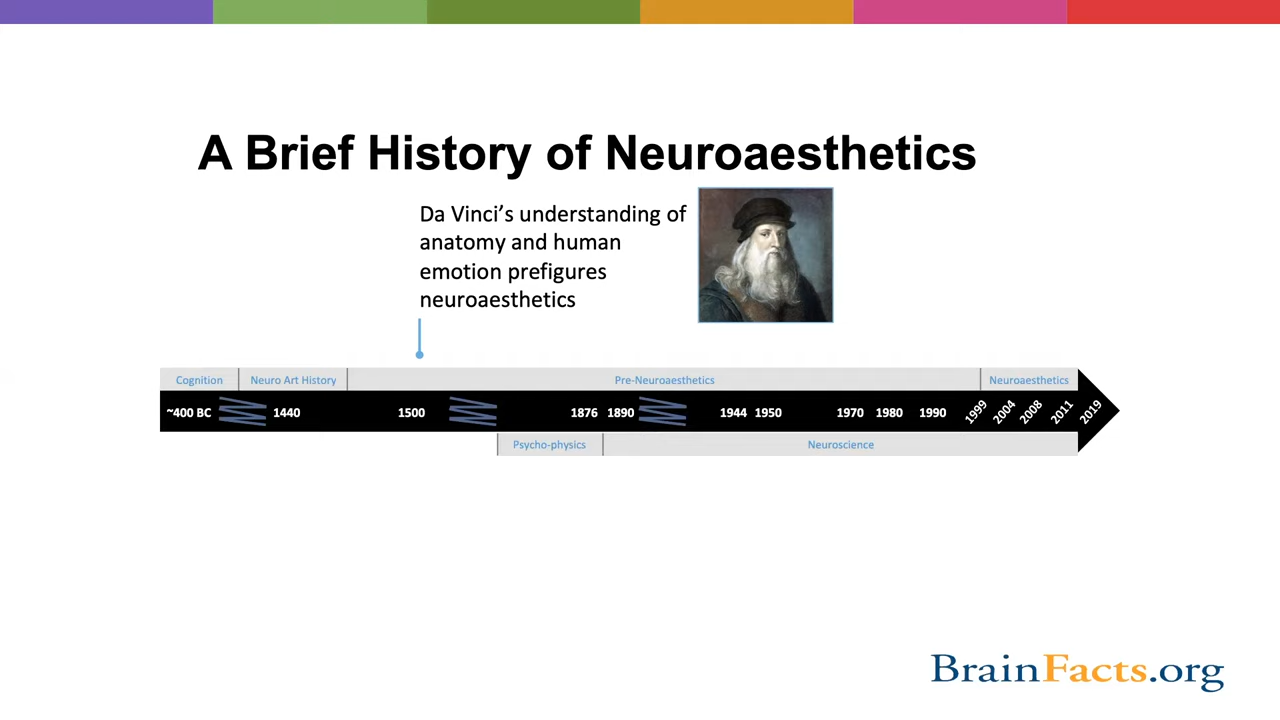 A Brief History of Neuroaesthetics
Da Vinci’s understanding of
anatomy and human
emotion prefigures
neuroaesthetics
Cognition Neuro Art History Pre-Neuroaesthetics Neuroaesthetics
~400 BC 1440 1500 1876 1890 1944 1950 1970 1980 1990 1999 2004 2008 2011 2019
Psycho-physics Neuroscience
BrainFacts.org